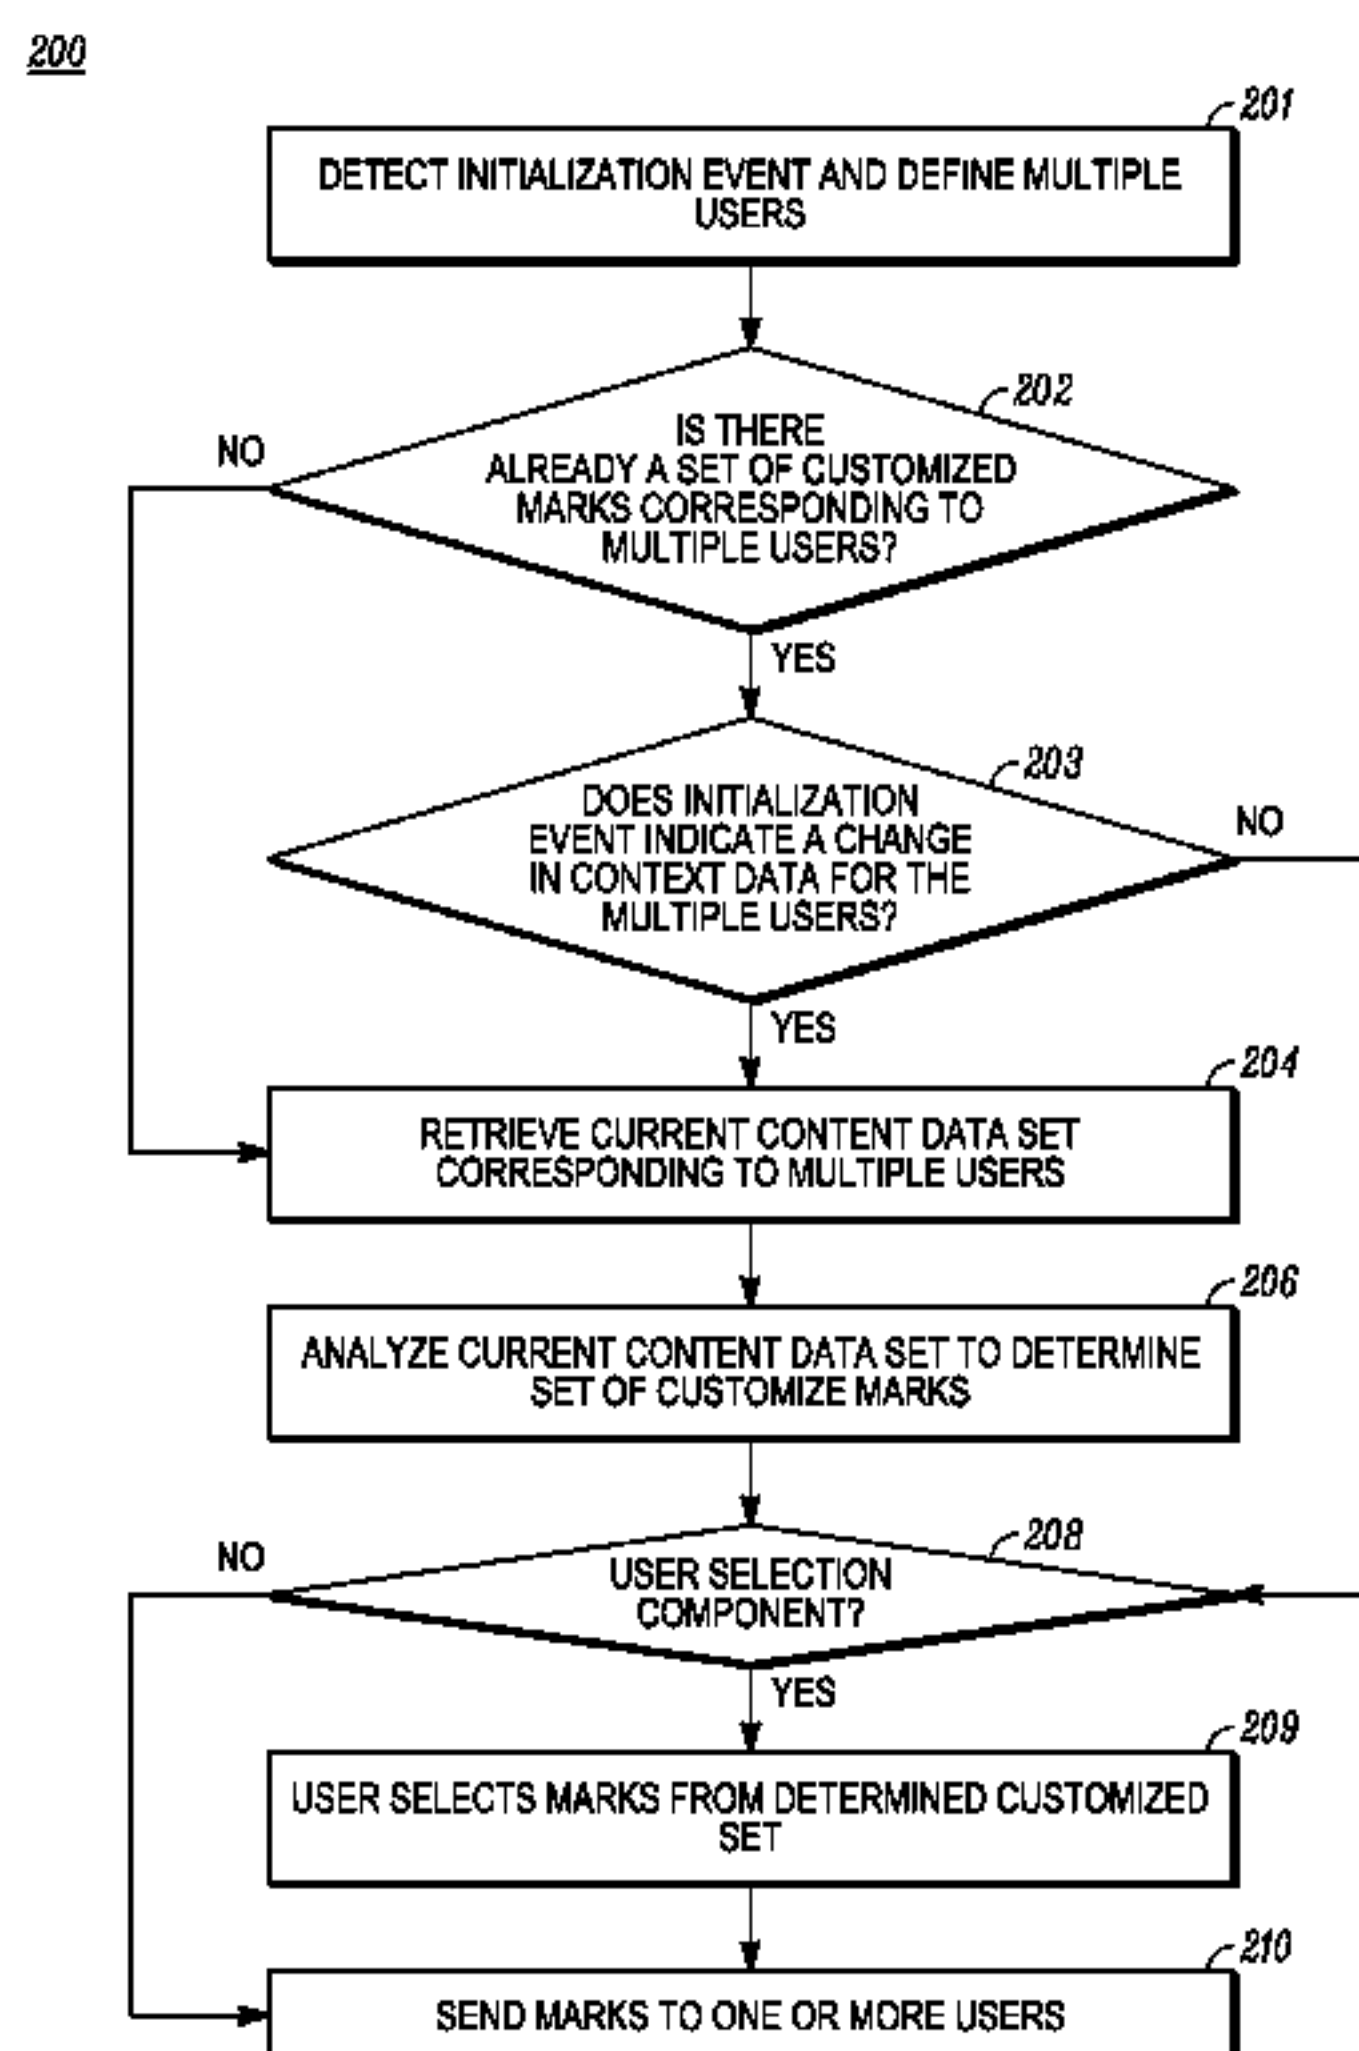 200
201
DETECT INITIALIZATION EVENT AND DEFINE MULTIPLE
USERS
202
NO
IS THERE
ALREADY A SET OF CUSTOMIZED
MARKS CORRESPONDING TO
MULTIPLE USERS?
YES
203
DOES INITIALIZATION
EVENT INDICATE A CHANGE
IN CONTEXT DATA FOR THE
MULTIPLE USERS?
NO
YES
204
RETRIEVE CURRENT CONTENT DATA SET
CORRESPONDING TO MULTIPLE USERS
206
ANALYZE CURRENT CONTENT DATA SET TO DETERMINE
SET OF CUSTOMIZE MARKS
208
NO
USER SELECTION
COMPONENT?
YES
209
USER SELECTS MARKS FROM DETERMINED CUSTOMIZED
SET
210
SEND MARKS TO ONE OR MORE USERS